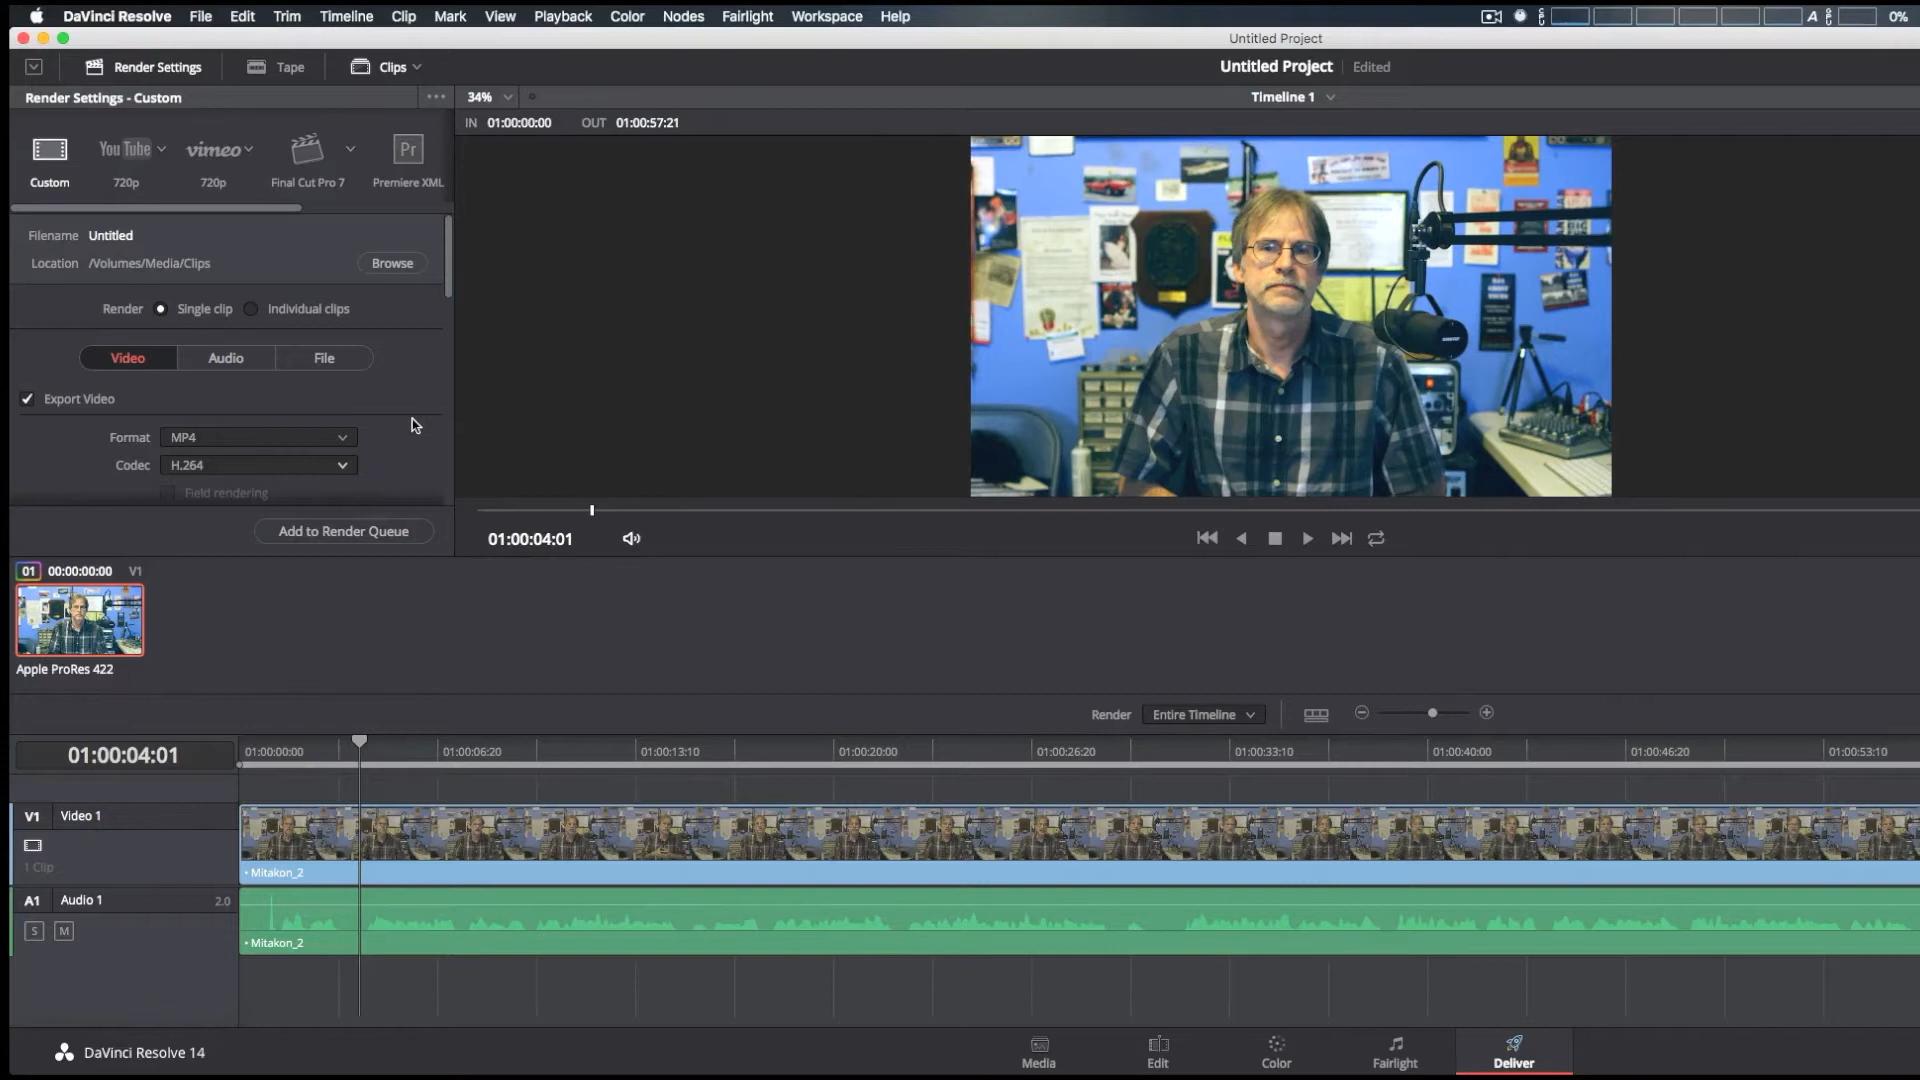 DaVinci Resolve File Edit Trim Timeline Clip Mark View Playback Color Nodes Fairlight Workspace Help 0%
Untitled Project
Render Settings Tape Clips Untitled Project Edited
Render Settings - Custom 34% Timeline 1
IN 01:00:00:00 OUT 01:00:57:21
YouTube vimeo Pr
Custom 720p 720p Final Cut Pro 7 Premiere XML
Filename Untitled
Location /Volumes/Media/Clips Browse
Render Single clip Individual clips
Video Audio File
Export Video
Format MP4
Codec H.264
Field rendering
Add to Render Queue 01:00:04:01
01 00:00:00:00 V1
Apple ProRes 422
Render Entire Timeline
01:00:04:01 01:00:00:00 01:00:06:20 01:00:13:10 01:00:20:00 01:00:26:20 01:00:33:10 01:00:40:00 01:00:46:20 01:00:53:10
V1 Video 1
1 Clip
• Mitakon_2
A1 Audio 1 2.0
S M
• Mitakon_2
DaVinci Resolve 14 Media Edit Color Fairlight Deliver